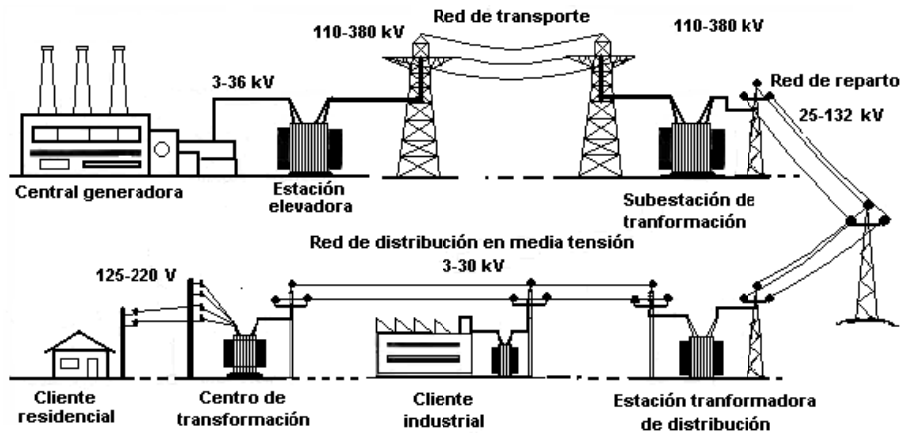 Red de transporte
110-380 kV
110-380 kV
3-36 kV
Red de reparto
25-132 kV
Central generadora
Estación
elevadora
Subestación de
tranformación
Red de distribución en media tensión
3-30 kV
125-220 V
Cliente
residencial
Centro de
transformación
Cliente
industrial
Estación tranformadora
de distribución